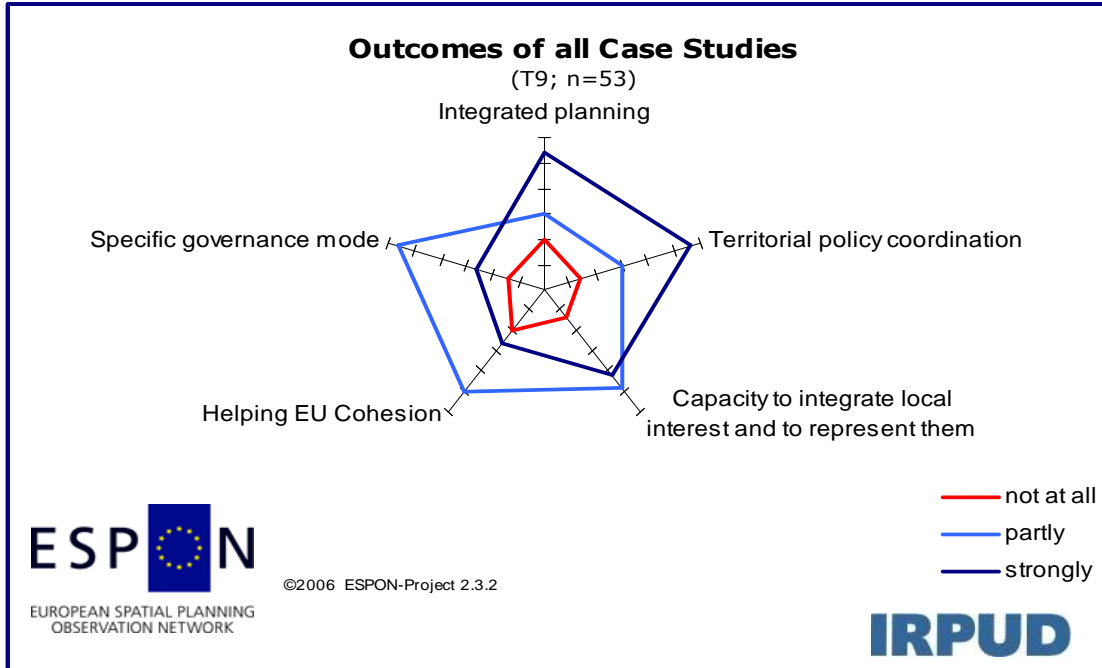 Outcomes of all Case Studies
(T9; n=53)
Integrated planning
Specific governance mode
Territorial policy coordination
Helping EU Cohesion
Capacity to integrate local
interest and to represent them
not at all
partly
strongly
ESPON
EUROPEAN SPATIAL PLANNING
OBSERVATION NETWORK
©2006 ESPON-Project 2.3.2
IRPUD